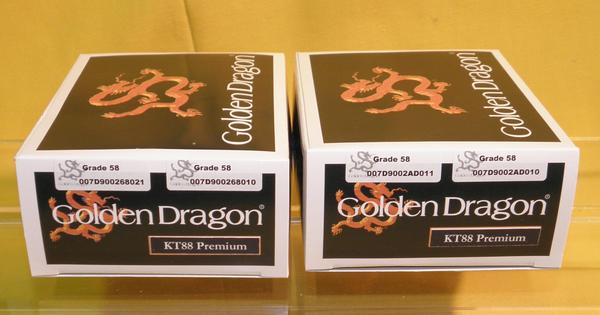 Golden Dragon
Grade 58
007D900268021
Grade 58
007D900268010
Golden Dragon®
KT88 Premium
Golden Dragon
Grade 58
007D9002AD011
Grade 58
007D9002AD010
Golden Dragon®
KT88 Premium